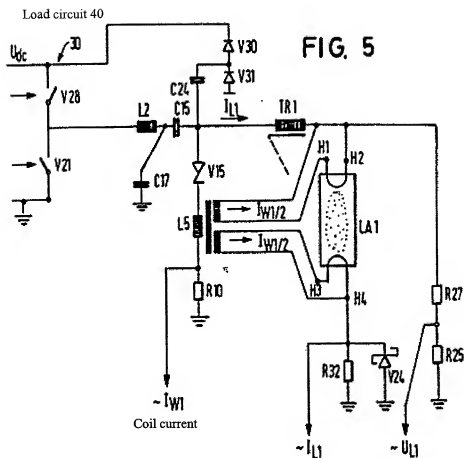 Load circuit 40
Udc
30
V30
FIG. 5
C24
V31
V28
IL1
L2
C15
TR1
H1
H2
V21
C17
V15
L5
IW1/2
LA1
IW1/2
H3
H4
R27
R10
R32
V24
R25
~IW1
Coil current
~IL1
~UL1